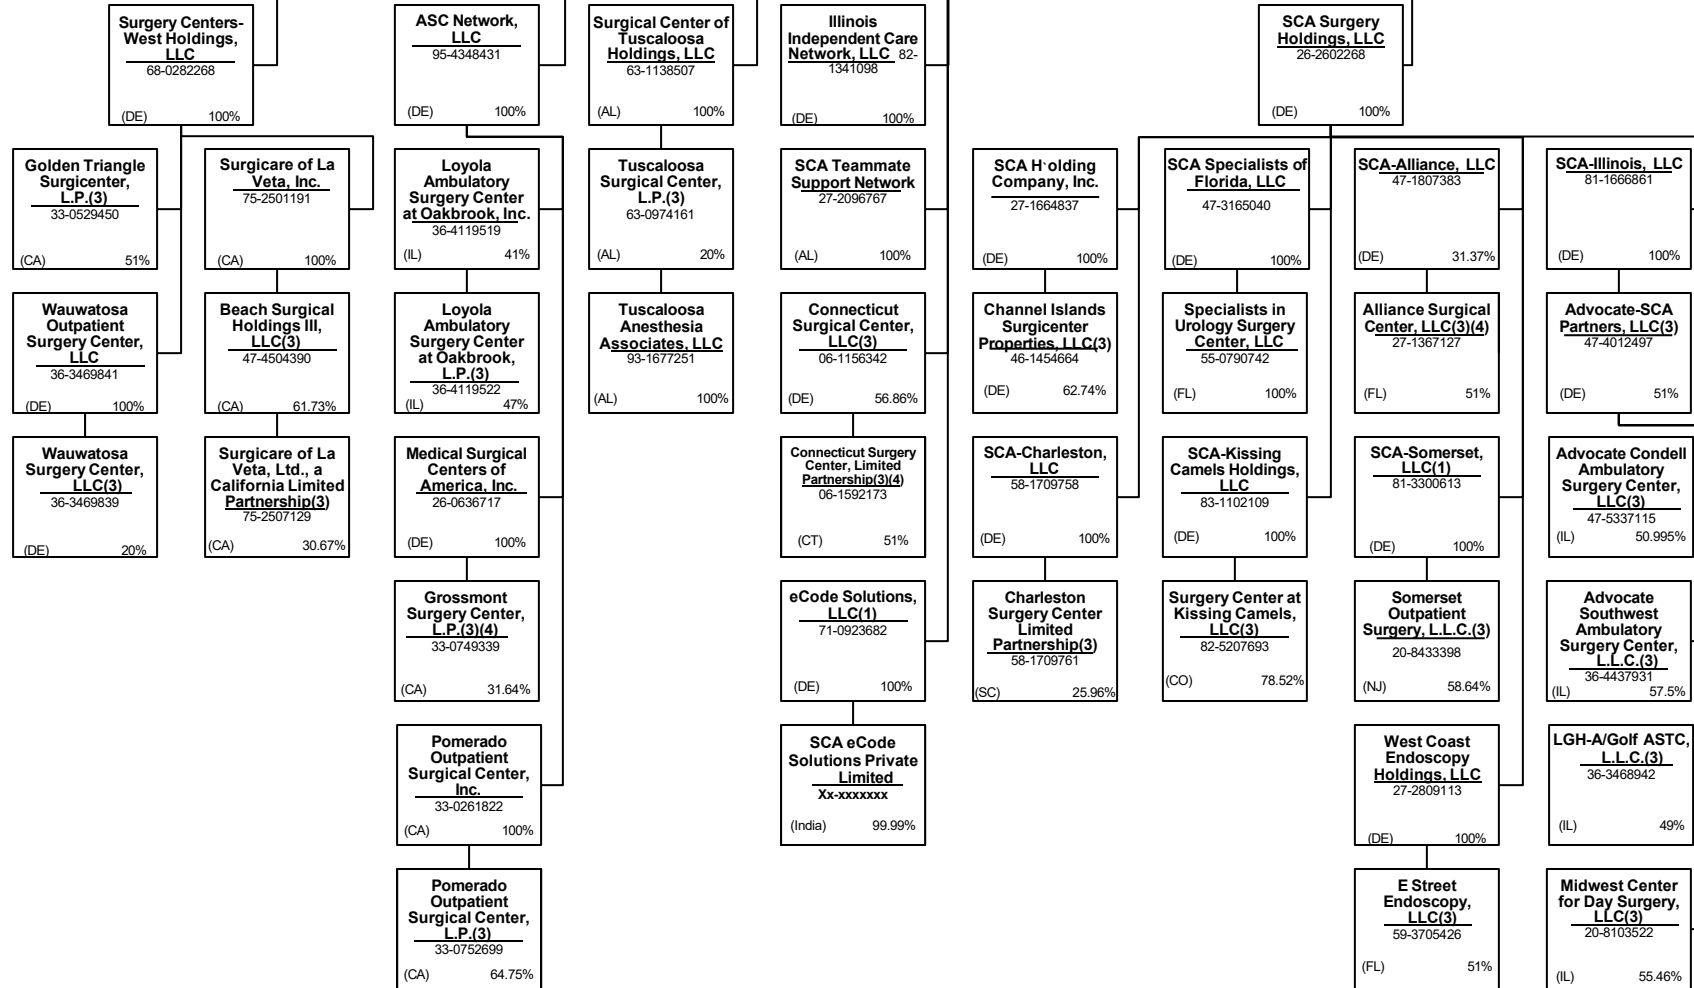 Surgery Centers-
West Holdings,
LLC
68-0282268
(DE) 100%
ASC Network,
LLC
95-4348431
(DE) 100%
Surgical Center of
Tuscaloosa
Holdings, LLC
63-1138507
(AL) 100%
Illinois
Independent Care
Network, LLC 82-
1341098
(DE) 100%
SCA Surgery
Holdings, LLC
26-2602268
(DE) 100%
Golden Triangle
Surgicenter,
L.P.(3)
33-0529450
(CA) 51%
Surgicare of La
Veta, Inc.
75-2501191
(CA) 100%
Loyola
Ambulatory
Surgery Center
at Oakbrook, Inc.
36-4119519
(IL) 41%
Tuscaloosa
Surgical Center,
L.P.(3)
63-0974161
(AL) 20%
SCA Teammate
Support Network
27-2096767
(AL) 100%
SCA H`olding
Company, Inc.
27-1664837
(DE) 100%
SCA Specialists of
Florida, LLC
47-3165040
(DE) 100%
SCA-Alliance, LLC
47-1807383
(DE) 31.37%
SCA-Illinois, LLC
81-1666861
(DE) 100%
Wauwatosa
Outpatient
Surgery Center,
LLC
36-3469841
(DE) 100%
Beach Surgical
Holdings III,
LLC(3)
47-4504390
(CA) 61.73%
Loyola
Ambulatory
Surgery Center
at Oakbrook,
L.P.(3)
36-4119522
(IL) 47%
Tuscaloosa
Anesthesia
Associates, LLC
93-1677251
(AL) 100%
Connecticut
Surgical Center,
LLC(3)
06-1156342
(DE) 56.86%
Channel Islands
Surgicenter
Properties, LLC(3)
46-1454664
(DE) 62.74%
Specialists in
Urology Surgery
Center, LLC
55-0790742
(FL) 100%
Alliance Surgical
Center, LLC(3)(4)
27-1367127
(FL) 51%
Advocate-SCA
Partners, LLC(3)
47-4012497
(DE) 51%
Wauwatosa
Surgery Center,
LLC(3)
36-3469839
(DE) 20%
Surgicare of La
Veta, Ltd., a
California Limited
Partnership(3)
75-2507129
(CA) 30.67%
Medical Surgical
Centers of
America, Inc.
26-0636717
(DE) 100%
Connecticut Surgery
Center, Limited
Partnership(3)(4)
06-1592173
(CT) 51%
SCA-Charleston,
LLC
58-1709758
(DE) 100%
SCA-Kissing
Camels Holdings,
LLC
83-1102109
(DE) 100%
SCA-Somerset,
LLC(1)
81-3300613
(DE) 100%
Advocate Condell
Ambulatory
Surgery Center,
LLC(3)
47-5337115
(IL) 50.995%
Grossmont
Surgery Center,
L.P.(3)(4)
33-0749339
(CA) 31.64%
eCode Solutions,
LLC(1)
71-0923682
(DE) 100%
Charleston
Surgery Center
Limited
Partnership(3)
58-1709761
(SC) 25.96%
Surgery Center at
Kissing Camels,
LLC(3)
82-5207693
(CO) 78.52%
Somerset
Outpatient
Surgery, L.L.C.(3)
20-8433398
(NJ) 58.64%
Advocate
Southwest
Ambulatory
Surgery Center,
L.L.C.(3)
36-4437931
(IL) 57.5%
Pomerado
Outpatient
Surgical Center,
Inc.
33-0261822
(CA) 100%
SCA eCode
Solutions Private
Limited
Xx-xxxxxxx
(India) 99.99%
West Coast
Endoscopy
Holdings, LLC
27-2809113
(DE) 100%
LGH-A/Golf ASTC,
L.L.C.(3)
36-3468942
(IL) 49%
Pomerado
Outpatient
Surgical Center,
L.P.(3)
33-0752699
(CA) 64.75%
E Street
Endoscopy,
LLC(3)
59-3705426
(FL) 51%
Midwest Center
for Day Surgery,
LLC(3)
20-8103522
(IL) 55.46%